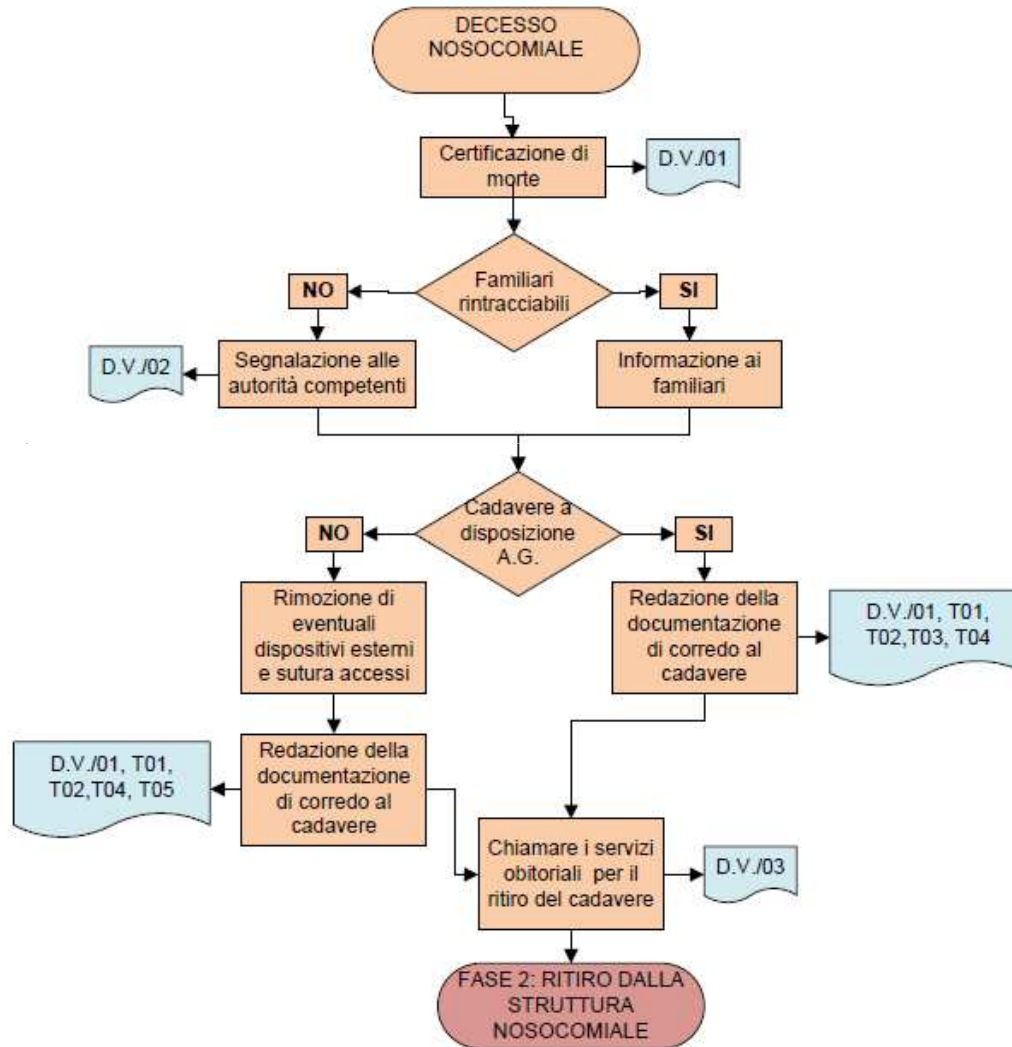 DECESSO
NOSOCOMIALE
Certificazione di
morte
D.V./01
Familiari
rintracciabili
NO
SI
D.V./02
Segnalazione alle
autorità competenti
Informazione ai
familiari
Cadavere a
disposizione
A.G.
NO
SI
Rimozione di
eventuali
dispositivi esterni
e sutura accessi
Redazione della
documentazione
di corredo al
cadavere
D.V./01, T01,
T02,T03, T04
D.V./01, T01,
T02,T04, T05
Redazione della
documentazione
di corredo al
cadavere
Chiamare i servizi
obitoriali per il
ritiro del cadavere
D.V./03
FASE 2: RITIRO DALLA
STRUTTURA
NOSOCOMIALE